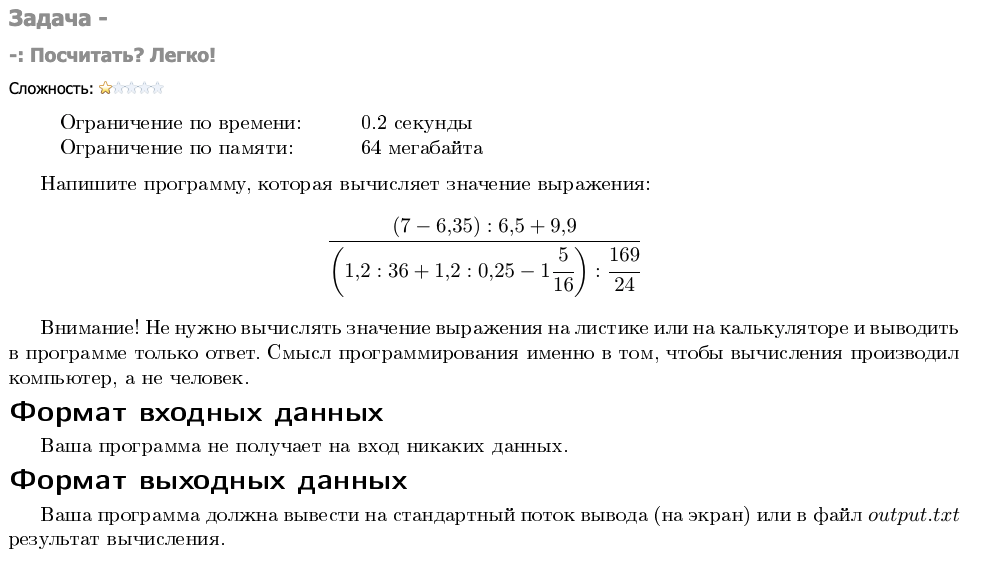 Задача -
-: Посчитать? Легко!
Сложность:
Ограничение по времени: 0.2 секунды
Ограничение по памяти: 64 мегабайта
Напишите программу, которая вычисляет значение выражения:
(7 − 6,35) : 6,5 + 9,9
(1,2 : 36 + 1,2 : 0,25 − 1 5/16) : 169/24
Внимание! Не нужно вычислять значение выражения на листике или на калькуляторе и выводить
в программе только ответ. Смысл программирования именно в том, чтобы вычисления производил
компьютер, а не человек.
Формат входных данных
Ваша программа не получает на вход никаких данных.
Формат выходных данных
Ваша программа должна вывести на стандартный поток вывода (на экран) или в файл output.txt
результат вычисления.